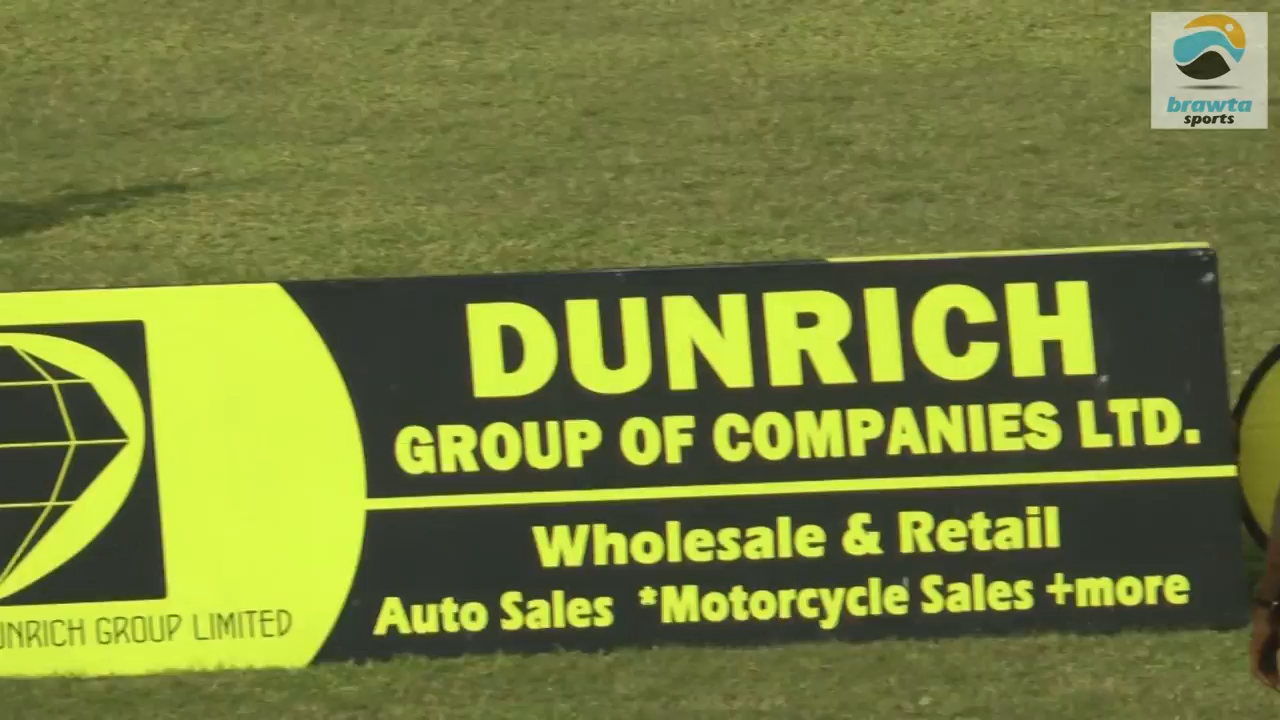 brawta
sports
DUNRICH
GROUP OF COMPANIES LTD.
Wholesale & Retail
Auto Sales *Motorcycle Sales +more
UNRICH GROUP LIMITED